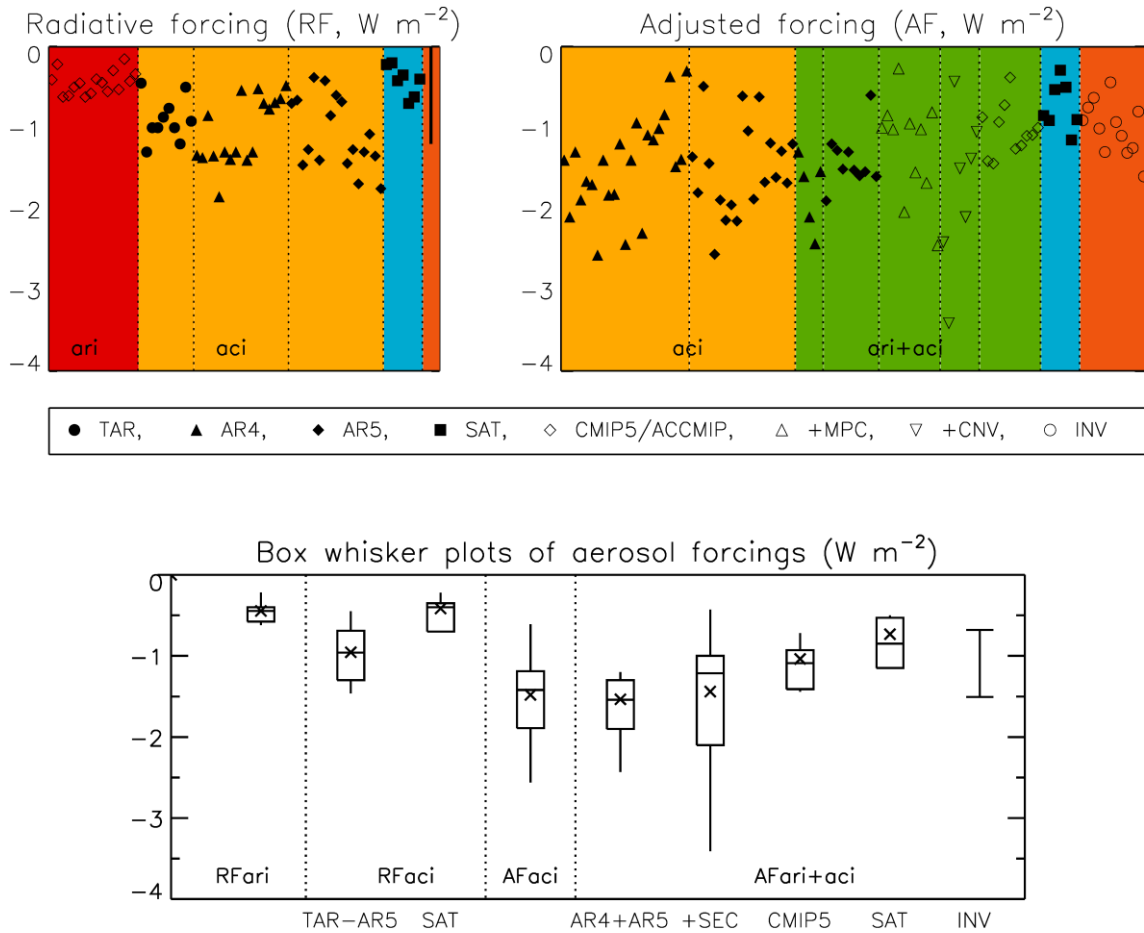 Radiative forcing (RF, W m⁻²)
Adjusted forcing (AF, W m⁻²)
0
-1
-2
-3
-4
ari
aci
0
-1
-2
-3
-4
aci
ari+aci
TAR, AR4, AR5, SAT, CMIP5/ACCMIP, +MPC, +CNV, INV
Box whisker plots of aerosol forcings (W m⁻²)
0
-1
-2
-3
-4
RFari RFaci AFaci AFari+aci
TAR-AR5 SAT AR4+AR5 +SEC CMIP5 SAT INV